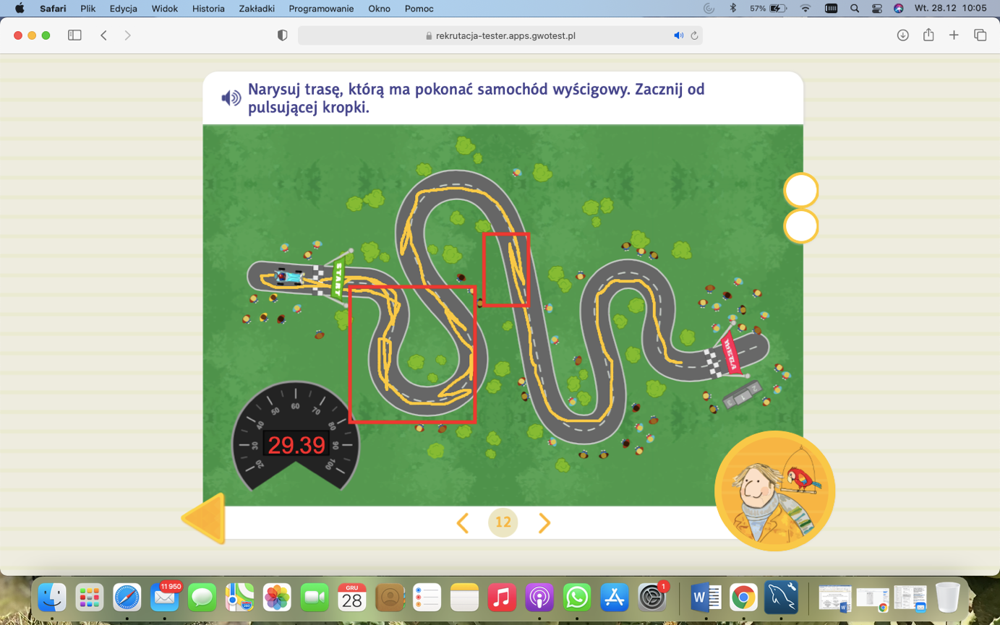 Safari Plik Edycja Widok Historia Zakładki Programowanie Okno Pomoc 57% Wt. 28.12 10:05
rekrutacja-tester.apps.gwotest.pl
Narysuj trasę, którą ma pokonać samochód wyścigowy. Zacznij od
pulsującej kropki.
START
META
20 30 40 50 60 70 80 90 100
29.39
12
11 950
GRU
28
1